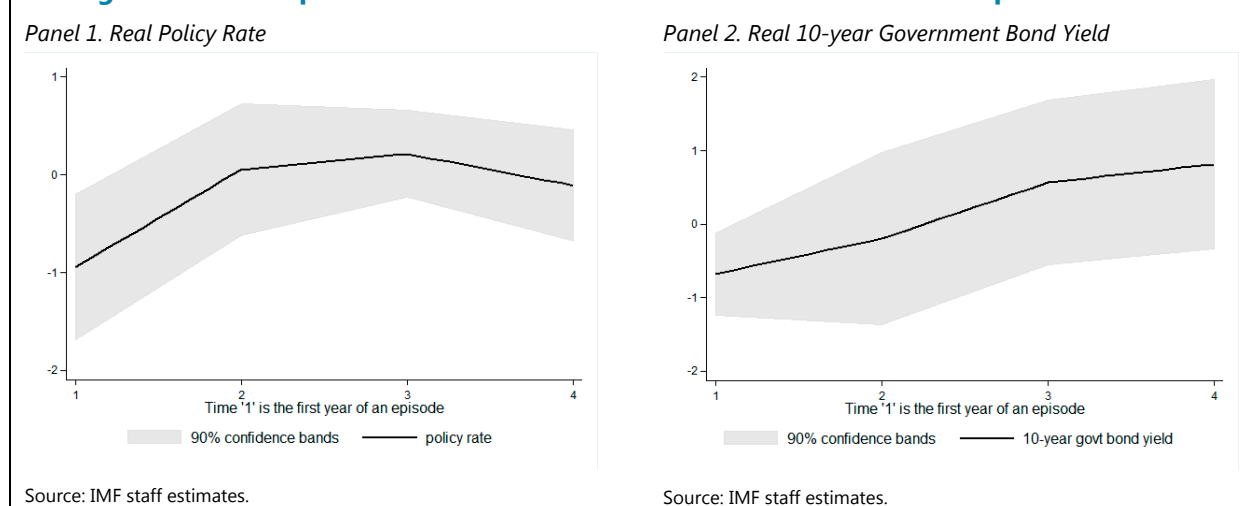 Panel 1. Real Policy Rate
1
0
-1
-2
1
2
3
4
Time '1' is the first year of an episode
90% confidence bands
policy rate
Source: IMF staff estimates.
Panel 2. Real 10-year Government Bond Yield
2
1
0
-1
-2
1
2
3
4
Time '1' is the first year of an episode
90% confidence bands
10-year govt bond yield
Source: IMF staff estimates.